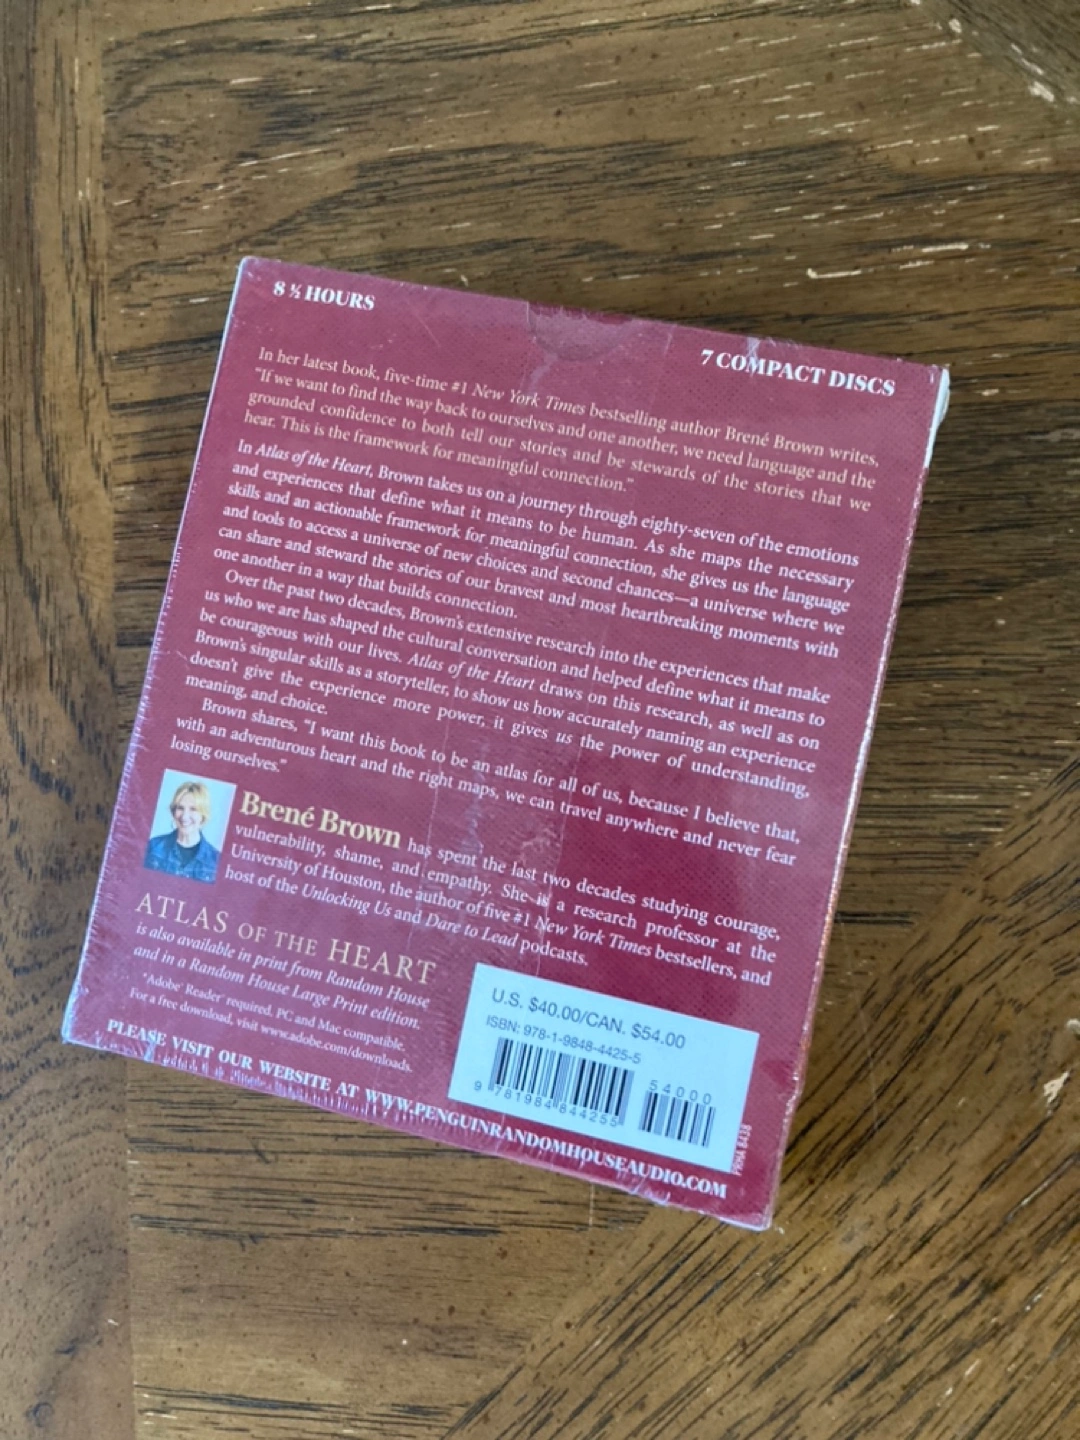 8 ½ HOURS
7 COMPACT DISCS
In her latest book, five-time #1 New York Times bestselling author Brené Brown writes,
"If we want to find the way back to ourselves and one another, we need language and the
grounded confidence to both tell our stories and be stewards of the stories that we
hear. This is the framework for meaningful connection."
In Atlas of the Heart, Brown takes us on a journey through eighty-seven of the emotions
and experiences that define what it means to be human. As she maps the necessary
skills and an actionable framework for meaningful connection, she gives us the language
and tools to access a universe of new choices and second chances—a universe where we
can share and steward the stories of our bravest and most heartbreaking moments with
one another in a way that builds connection.
Over the past two decades, Brown's extensive research into the experiences that make
us who we are has shaped the cultural conversation and helped define what it means to
be courageous with our lives. Atlas of the Heart draws on this research, as well as on
Brown's singular skills as a storyteller, to show us how accurately naming an experience
doesn't give the experience more power, it gives us the power of understanding,
meaning, and choice.
Brown shares, "I want this book to be an atlas for all of us, because I believe that,
with an adventurous heart and the right maps, we can travel anywhere and never fear
losing ourselves."
Brené Brown has spent the last two decades studying courage,
vulnerability, shame, and empathy. She is a research professor at the
University of Houston, the author of five #1 New York Times bestsellers, and
host of the Unlocking Us and Dare to Lead podcasts.
ATLAS OF THE HEART
is also available in print from Random House
and in a Random House Large Print edition.
*Adobe® Reader® required. PC and Mac compatible.
For a free download, visit www.adobe.com/downloads.
U.S. $40.00/CAN. $54.00
ISBN: 978-1-9848-4425-5
54000
9 781984 844255
PRHA 8438
PLEASE VISIT OUR WEBSITE AT WWW.PENGUINRANDOMHOUSEAUDIO.COM